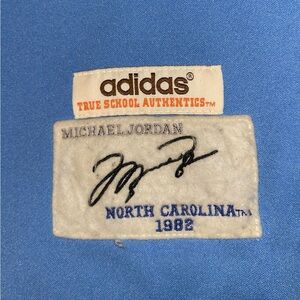 adidas®
TRUE SCHOOL AUTHENTICS™
MICHAEL JORDAN
NORTH CAROLINA™
1982